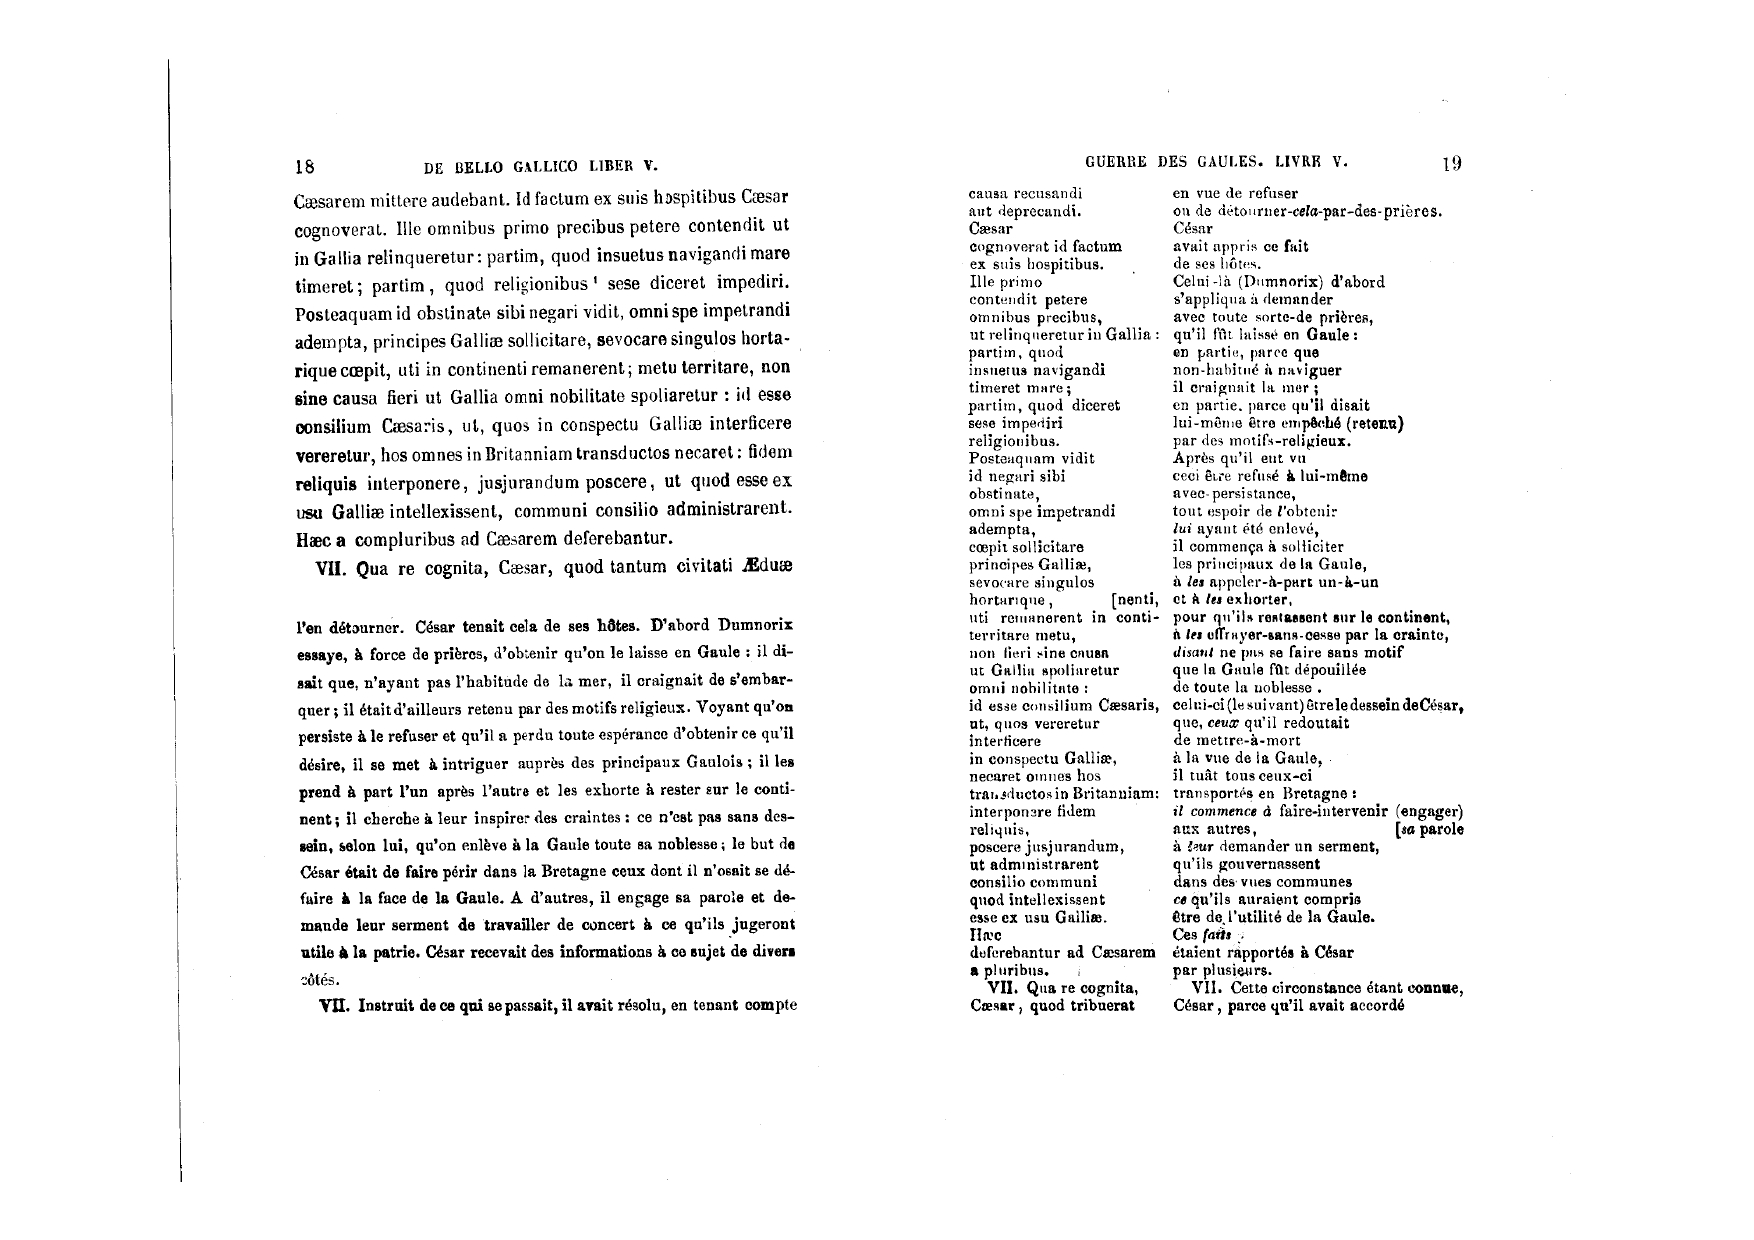 18 DE BELLO GALLICO LIBER V.
Cæsarem mittere audebant. Id factum ex suis hospitibus Cæsar
cognoverat. Ille omnibus primo precibus petere contendit ut
in Gallia relinqueretur : partim, quod insuetus navigandi mare
timeret ; partim, quod religionibus¹ sese diceret impediri.
Posteaquam id obstinate sibi negari vidit, omni spe impetrandi
adempta, principes Galliæ sollicitare, sevocare singulos horta-
rique cœpit, uti in continenti remanerent ; metu territare, non
sine causa fieri ut Gallia omni nobilitate spoliaretur : id esse
consilium Cæsaris, ut, quos in conspectu Galliæ interficere
vereretur, hos omnes in Britanniam transductos necaret : fidem
reliquis interponere, jusjurandum poscere, ut quod esse ex
usu Galliæ intellexissent, communi consilio administrarent.
Hæc a compluribus ad Cæsarem deferebantur.
VII. Qua re cognita, Cæsar, quod tantum civitati Æduæ
l'en détourner. César tenait cela de ses hôtes. D'abord Dumnorix
essaye, à force de prières, d'obtenir qu'on le laisse en Gaule : il di-
sait que, n'ayant pas l'habitude de la mer, il craignait de s'embar-
quer ; il était d'ailleurs retenu par des motifs religieux. Voyant qu'on
persiste à le refuser et qu'il a perdu toute espérance d'obtenir ce qu'il
désire, il se met à intriguer auprès des principaux Gaulois ; il les
prend à part l'un après l'autre et les exhorte à rester sur le conti-
nent ; il cherche à leur inspirer des craintes : ce n'est pas sans des-
sein, selon lui, qu'on enlève à la Gaule toute sa noblesse ; le but de
César était de faire périr dans la Bretagne ceux dont il n'osait se dé-
faire à la face de la Gaule. A d'autres, il engage sa parole et de-
mande leur serment de travailler de concert à ce qu'ils jugeront
utile à la patrie. César recevait des informations à ce sujet de divers
côtés.
VII. Instruit de ce qui se passait, il avait résolu, en tenant compte
GUERRE DES GAULES. LIVRE V. 19
causa recusandi
aut deprecandi.
Cæsar
cognoverat id factum
ex suis hospitibus.
Ille primo
contendit petere
omnibus precibus,
ut relinqueretur in Gallia :
partim, quod
insuetus navigandi
timeret mare ;
partim, quod diceret
sese impediri
religionibus.
Posteaquam vidit
id negari sibi
obstinate,
omni spe impetrandi
adempta,
cœpit sollicitare
principes Galliæ,
sevocare singulos
hortarique, [nenti,
uti remanerent in conti-
territare metu,
non fieri sine causa
ut Gallia spoliaretur
omni nobilitate :
id esse consilium Cæsaris,
ut, quos vereretur
interficere
in conspectu Galliæ,
necaret omnes hos
transductos in Britanniam :
interponere fidem
reliquis,
poscere jusjurandum,
ut administrarent
consilio communi
quod intellexissent
esse ex usu Galliæ.
Hæc
deferebantur ad Cæsarem
a pluribus.
VII. Qua re cognita,
Cæsar, quod tribuerat
en vue de refuser
ou de détourner-cela-par-des-prières.
César
avait appris ce fait
de ses hôtes.
Celui-là (Dumnorix) d'abord
s'appliqua à demander
avec toute sorte-de prières,
qu'il fût laissé en Gaule :
en partie, parce que
non-habitué à naviguer
il craignait la mer ;
en partie, parce qu'il disait
lui-même être empêché (retenu)
par des motifs-religieux.
Après qu'il eut vu
ceci être refusé à lui-même
avec-persistance,
tout espoir de l'obtenir
lui ayant été enlevé,
il commença à solliciter
les principaux de la Gaule,
à les appeler-à-part un-à-un
et à les exhorter,
pour qu'ils restassent sur le continent,
à les effrayer-sans-cesse par la crainte,
disant ne pas se faire sans motif
que la Gaule fût dépouillée
de toute la noblesse .
celui-ci (le suivant) être le dessein de César,
que, ceux qu'il redoutait
de mettre-à-mort
à la vue de la Gaule,
il tuât tous ceux-ci
transportés en Bretagne :
il commence à faire-intervenir (engager)
aux autres, [sa parole
à leur demander un serment,
qu'ils gouvernassent
dans des vues communes
ce qu'ils auraient compris
être de l'utilité de la Gaule.
Ces faits
étaient rapportés à César
par plusieurs.
VII. Cette circonstance étant connue,
César, parce qu'il avait accordé